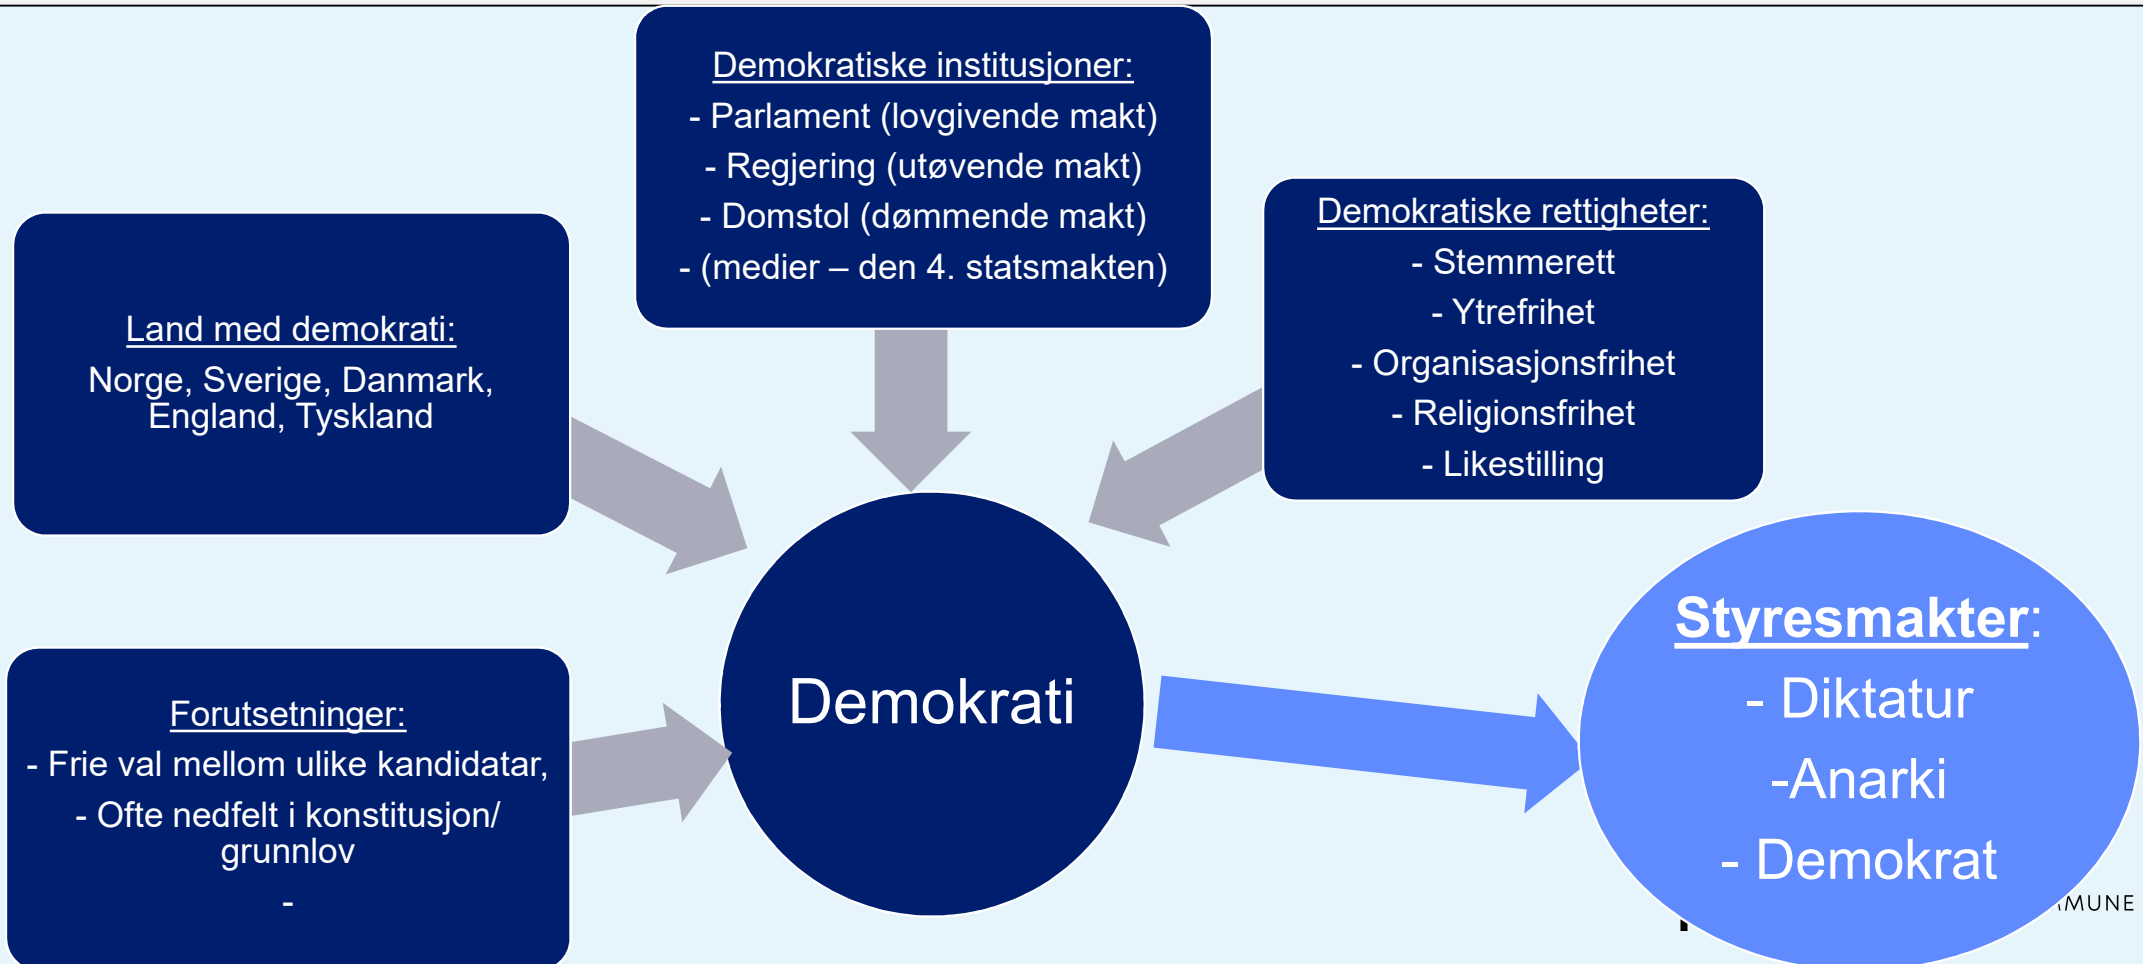 Demokratiske institusjoner:
- Parlament (lovgivende makt)
- Regjering (utøvende makt)
- Domstol (dømmende makt)
- (medier – den 4. statsmakten)
Demokratiske rettigheter:
- Stemmerett
- Ytrefrihet
- Organisasjonsfrihet
- Religionsfrihet
- Likestilling
Land med demokrati:
Norge, Sverige, Danmark,
England, Tyskland
Forutsetninger:
- Frie val mellom ulike kandidatar,
- Ofte nedfelt i konstitusjon/
grunnlov
-
Demokrati
Styresmakter:
- Diktatur
-Anarki
- Demokrat